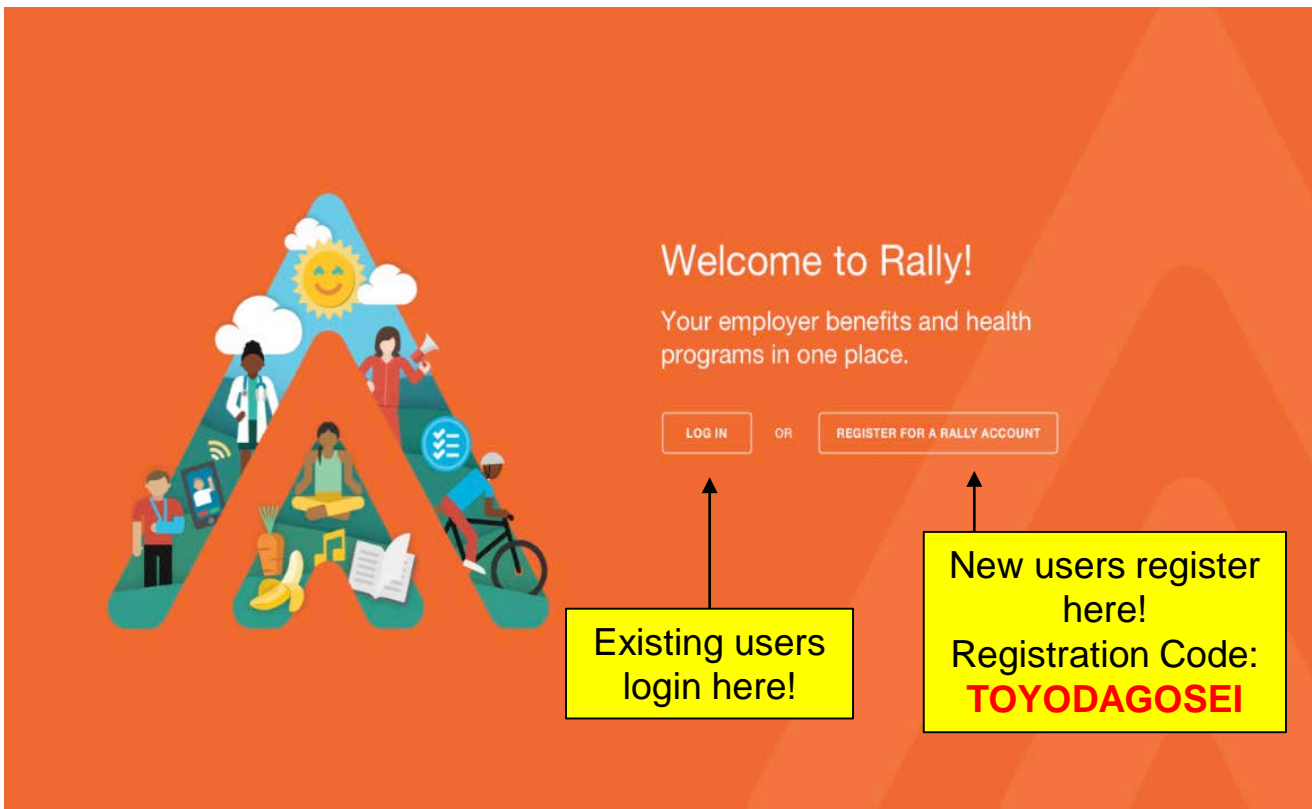 Welcome to Rally!
Your employer benefits and health
programs in one place.
LOG IN OR REGISTER FOR A RALLY ACCOUNT
Existing users
login here!
New users register
here!
Registration Code:
TOYODAGOSEI